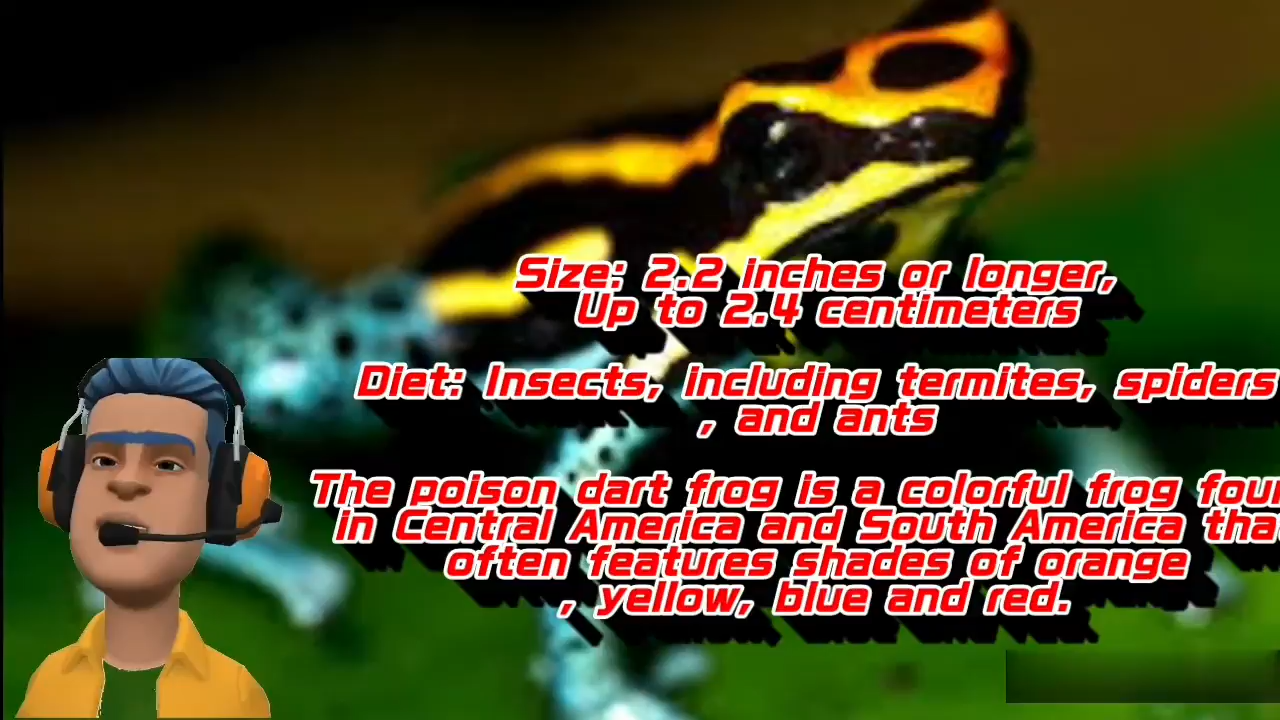 Size: 2.2 inches or longer,
Up to 2.4 centimeters
Diet: Insects, including termites, spiders
, and ants
The poison dart frog is a colorful frog fou
in Central America and South America tha
often features shades of orange
, yellow, blue and red.